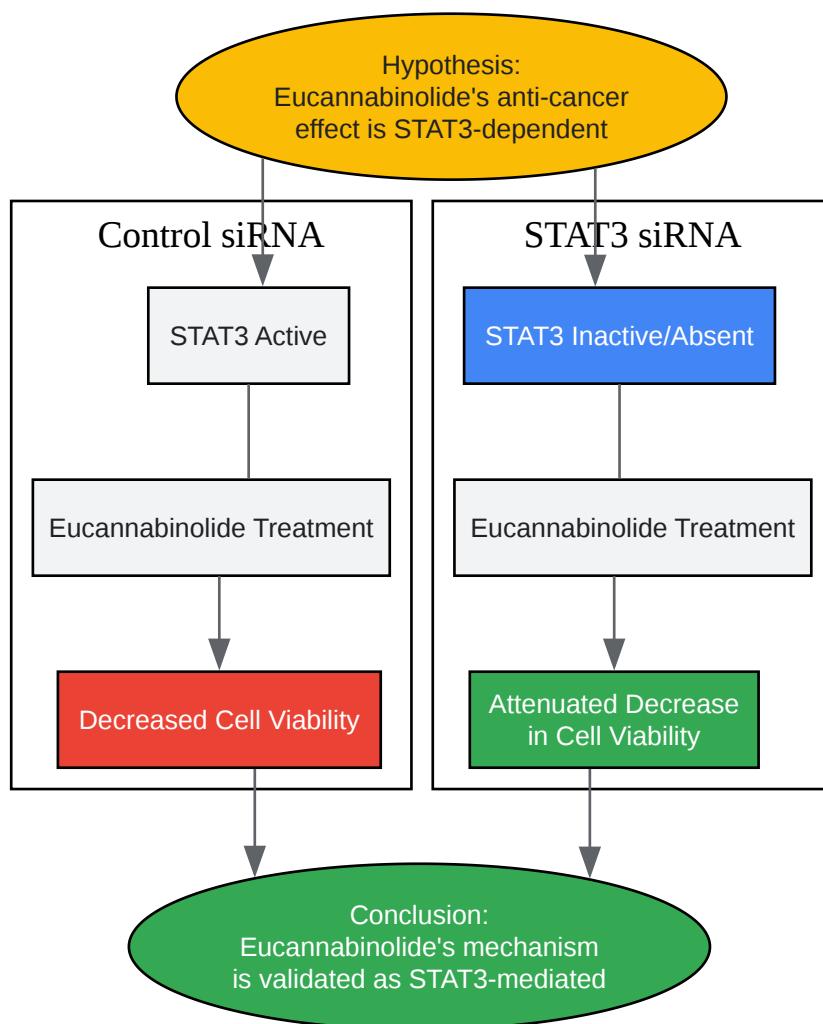 Hypothesis:
Eucannabinolide's anti-cancer
effect is STAT3-dependent
Control siRNA
STAT3 siRNA
STAT3 Active
STAT3 Inactive/Absent
Eucannabinolide Treatment
Eucannabinolide Treatment
Decreased Cell Viability
Attenuated Decrease
in Cell Viability
Conclusion:
Eucannabinolide's mechanism
is validated as STAT3-mediated